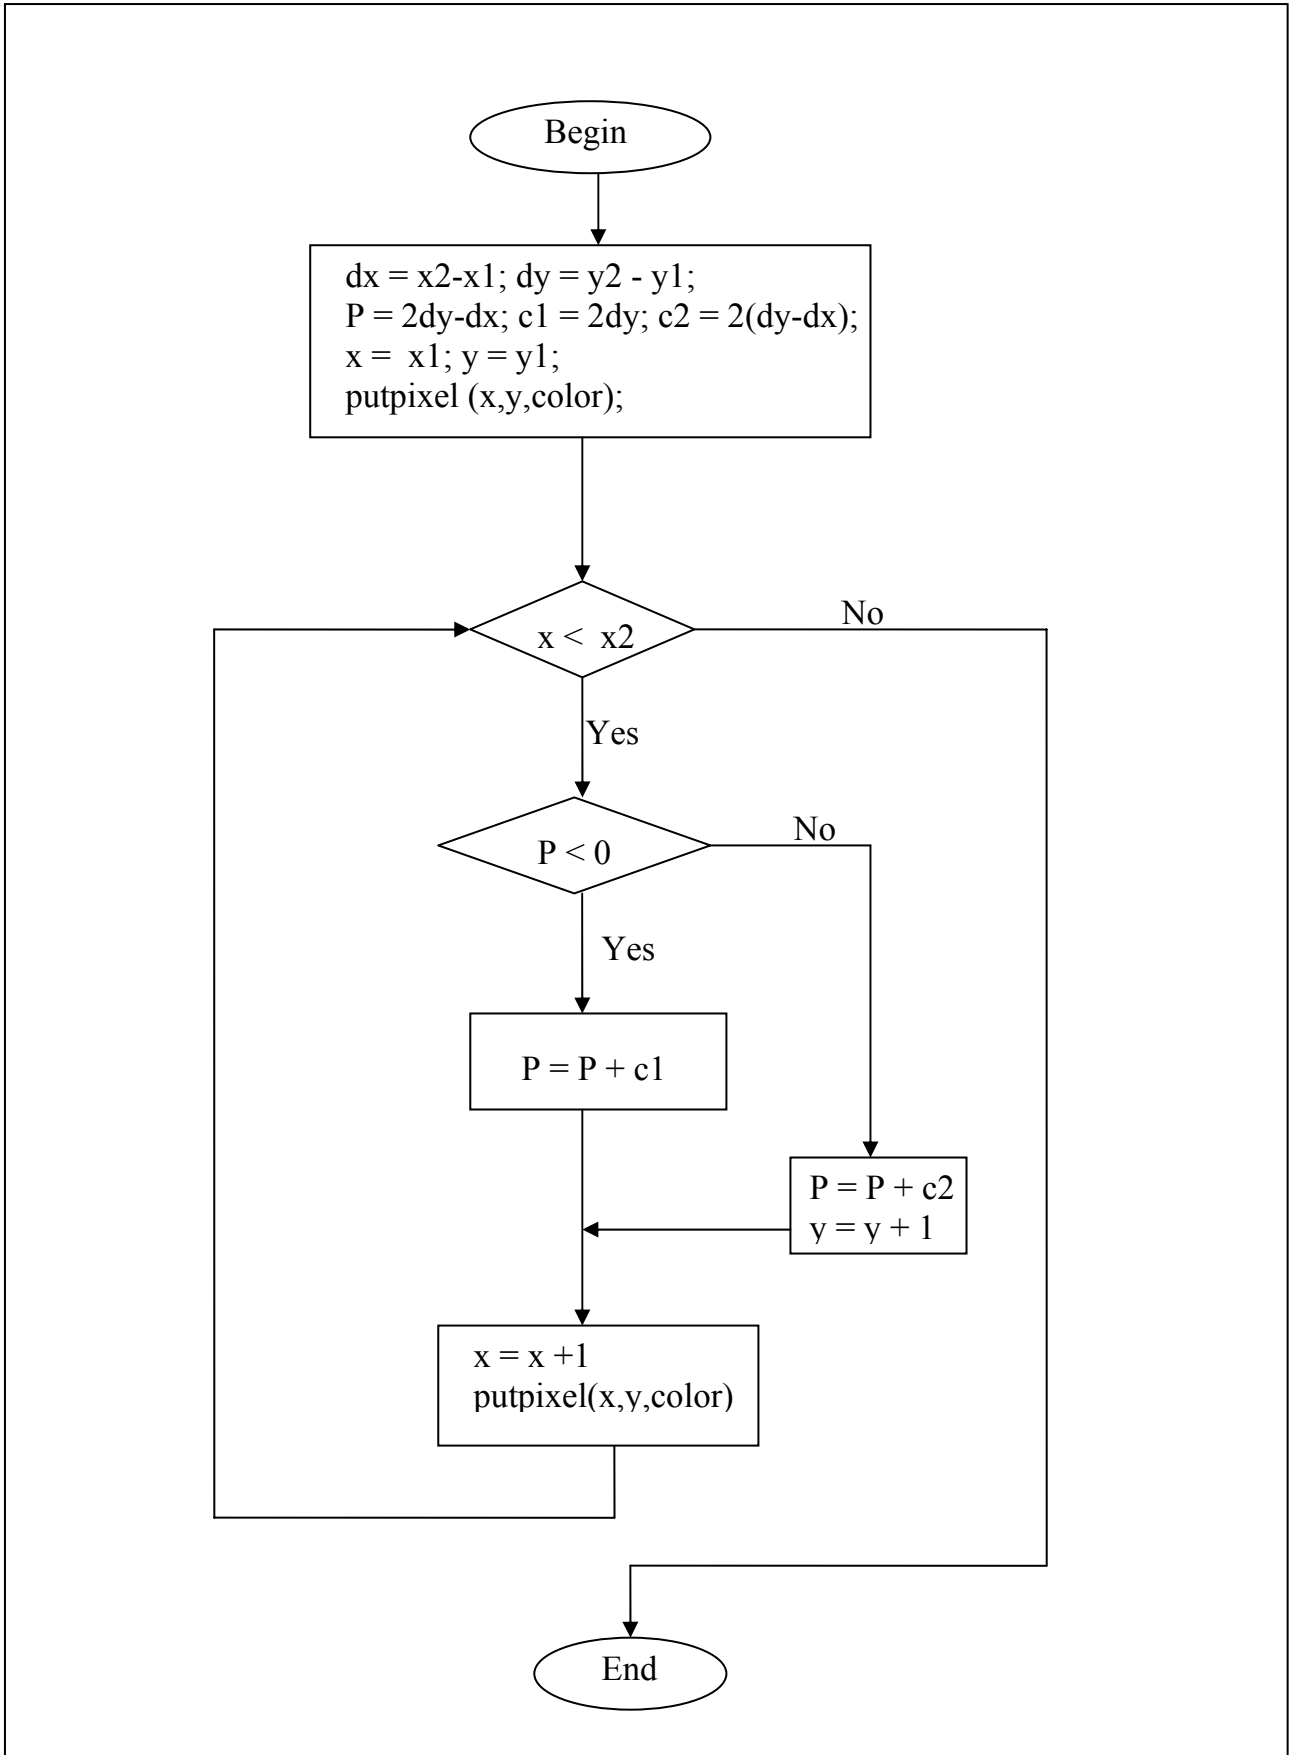 Begin
dx = x2-x1; dy = y2 - y1;
P = 2dy-dx; c1 = 2dy; c2 = 2(dy-dx);
x = x1; y = y1;
putpixel (x,y,color);
x < x2
No
Yes
P < 0
No
Yes
P = P + c1
P = P + c2
y = y + 1
x = x +1
putpixel(x,y,color)
End